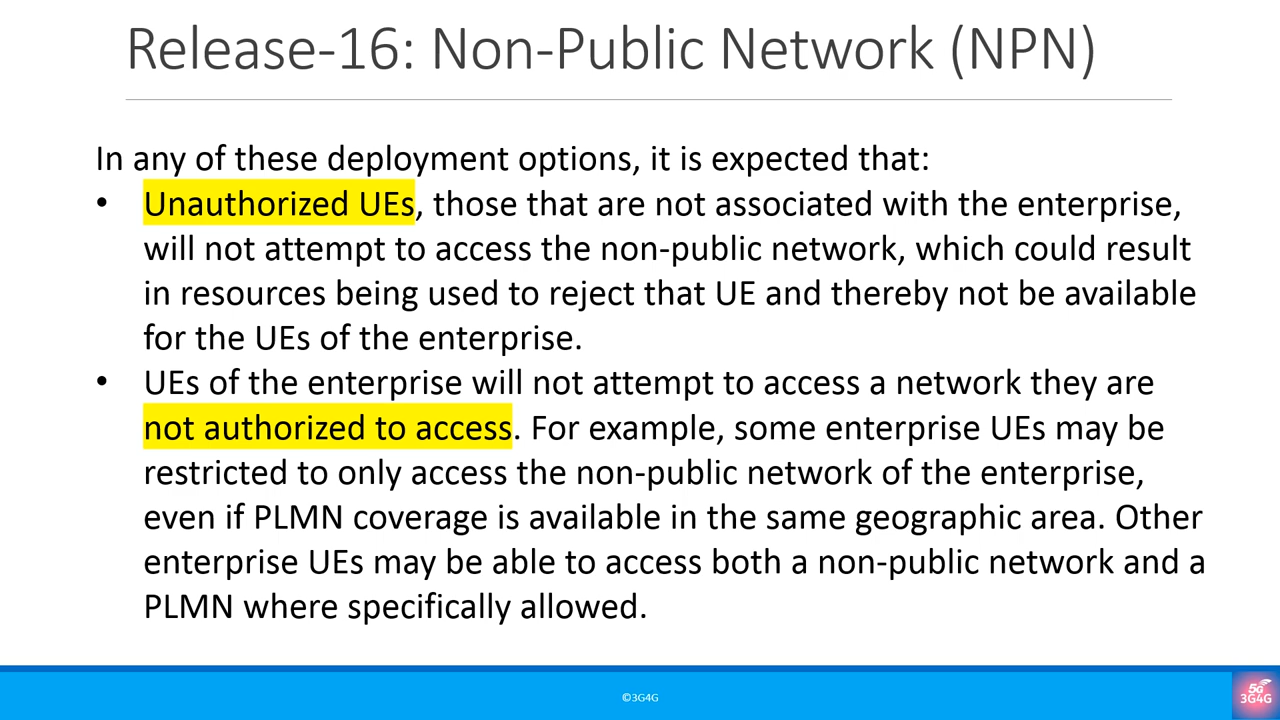 Release-16: Non-Public Network (NPN)
In any of these deployment options, it is expected that:
• Unauthorized UEs, those that are not associated with the enterprise,
will not attempt to access the non-public network, which could result
in resources being used to reject that UE and thereby not be available
for the UEs of the enterprise.
• UEs of the enterprise will not attempt to access a network they are
not authorized to access. For example, some enterprise UEs may be
restricted to only access the non-public network of the enterprise,
even if PLMN coverage is available in the same geographic area. Other
enterprise UEs may be able to access both a non-public network and a
PLMN where specifically allowed.
©3G4G
5G
3G4G